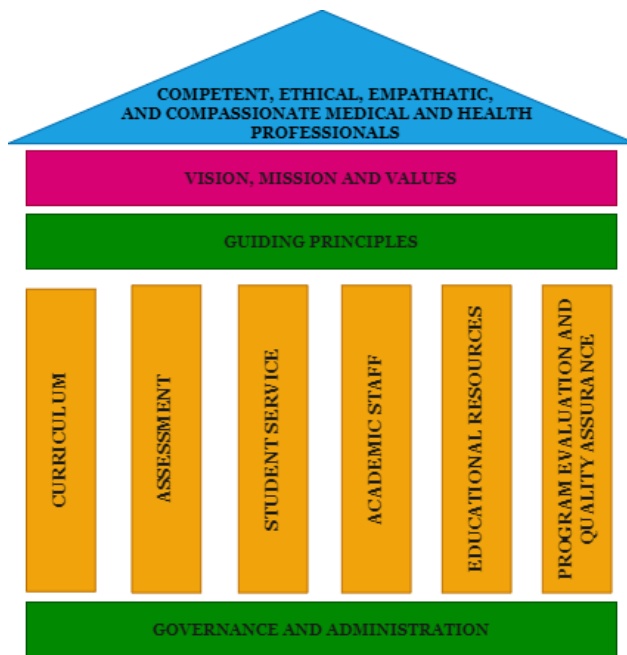 COMPETENT, ETHICAL, EMPATHATIC,
AND COMPASSIONATE MEDICAL AND HEALTH
PROFESSIONALS
VISION, MISSION AND VALUES
GUIDING PRINCIPLES
CURRICULUM
ASSESSMENT
STUDENT SERVICE
ACADEMIC STAFF
EDUCATIONAL RESOURCES
PROGRAM EVALUATION AND
QUALITY ASSURANCE
GOVERNANCE AND ADMINISTRATION